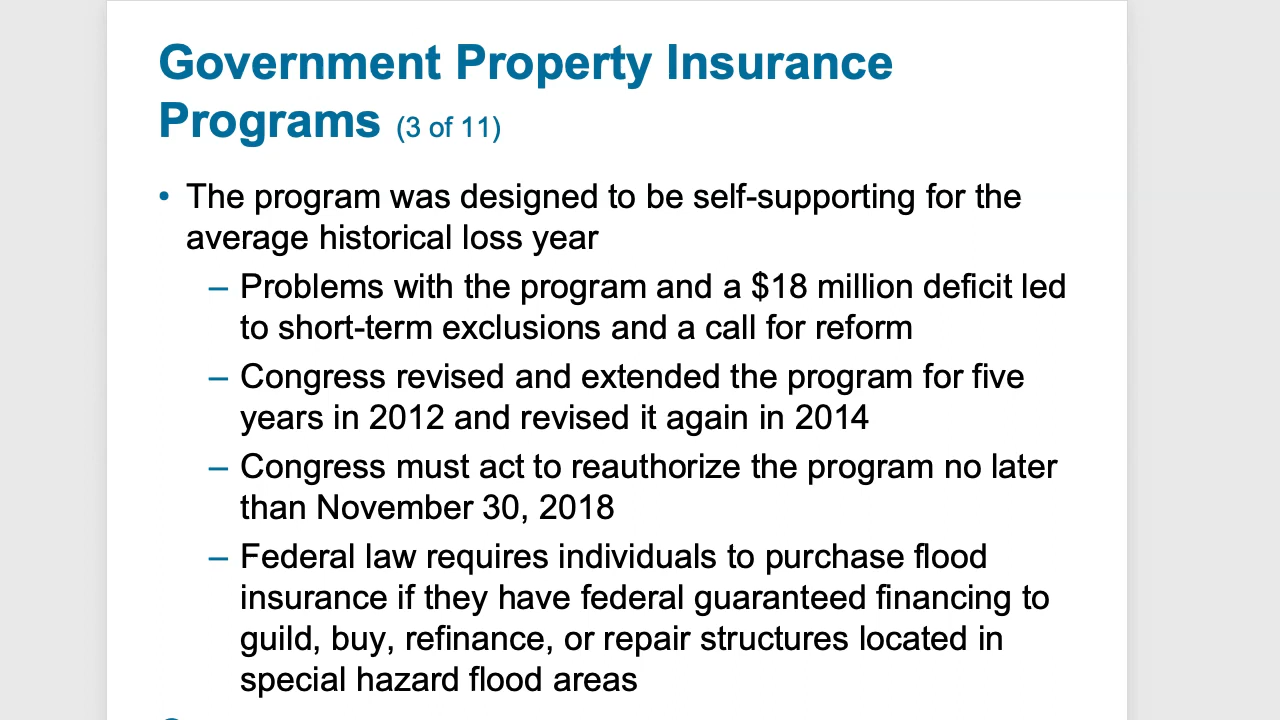 Government Property Insurance
Programs (3 of 11)
• The program was designed to be self-supporting for the
average historical loss year
– Problems with the program and a $18 million deficit led
to short-term exclusions and a call for reform
– Congress revised and extended the program for five
years in 2012 and revised it again in 2014
– Congress must act to reauthorize the program no later
than November 30, 2018
– Federal law requires individuals to purchase flood
insurance if they have federal guaranteed financing to
guild, buy, refinance, or repair structures located in
special hazard flood areas